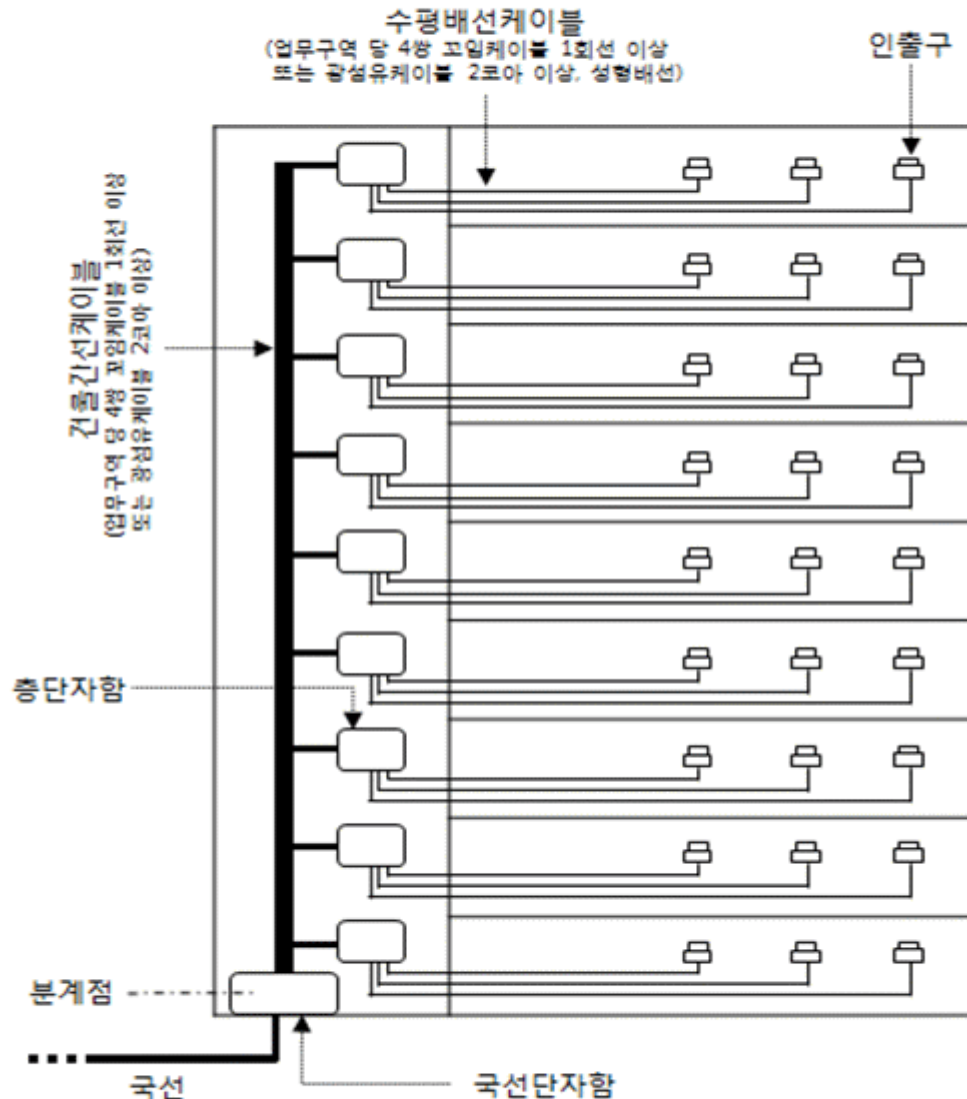 수평배선케이블
(업무구역 당 4쌍 꼬임케이블 1회선 이상
또는 광섬유케이블 2코아 이상, 성형배선)
인출구
건물간선케이블
(업무구역 당 4쌍 꼬임케이블 1회선 이상
또는 광섬유케이블 2코아 이상)
층단자함
분계점
국선
국선단자함